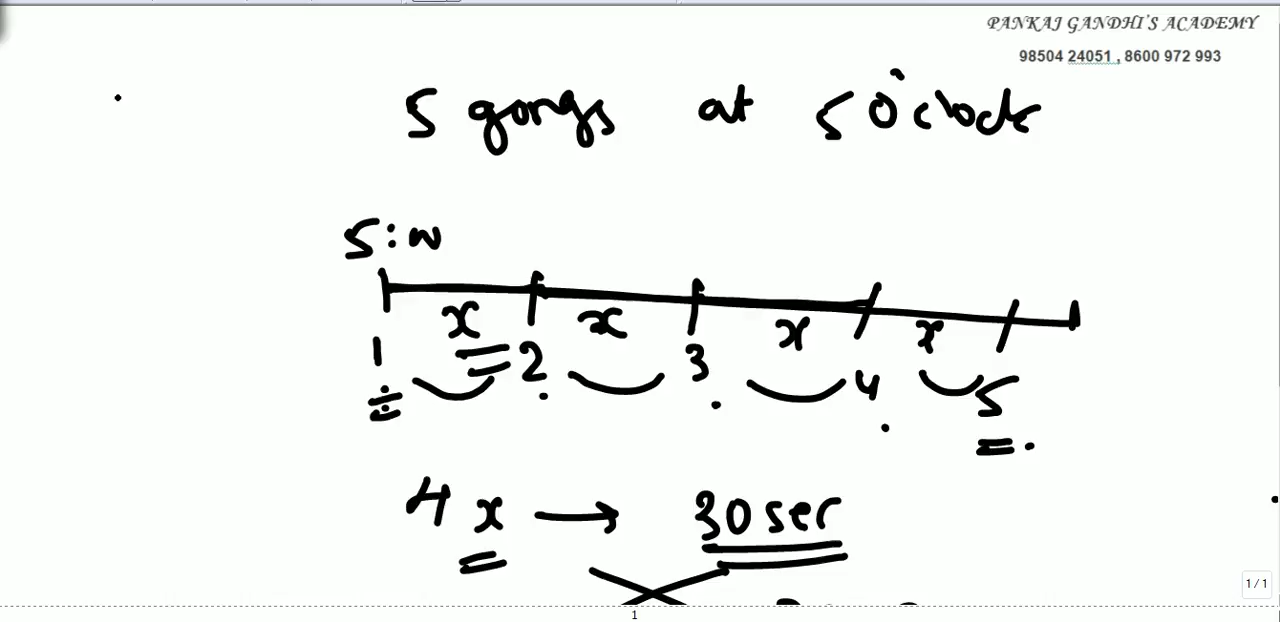 PANKAJ GANDHI'S ACADEMY
98504 24051 , 8600 972 993
5 gongs at 5 O'clock
5:00
x x x x
1 2 3 4 5
4x → 30 sec
1 / 1
1